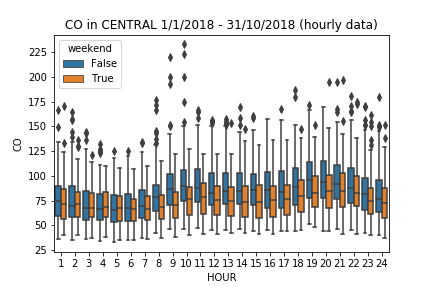 CO in CENTRAL 1/1/2018 - 31/10/2018 (hourly data)
weekend
False
True
225
200
175
150
125
100
75
50
25
CO
1 2 3 4 5 6 7 8 9 10 11 12 13 14 15 16 17 18 19 20 21 22 23 24
HOUR